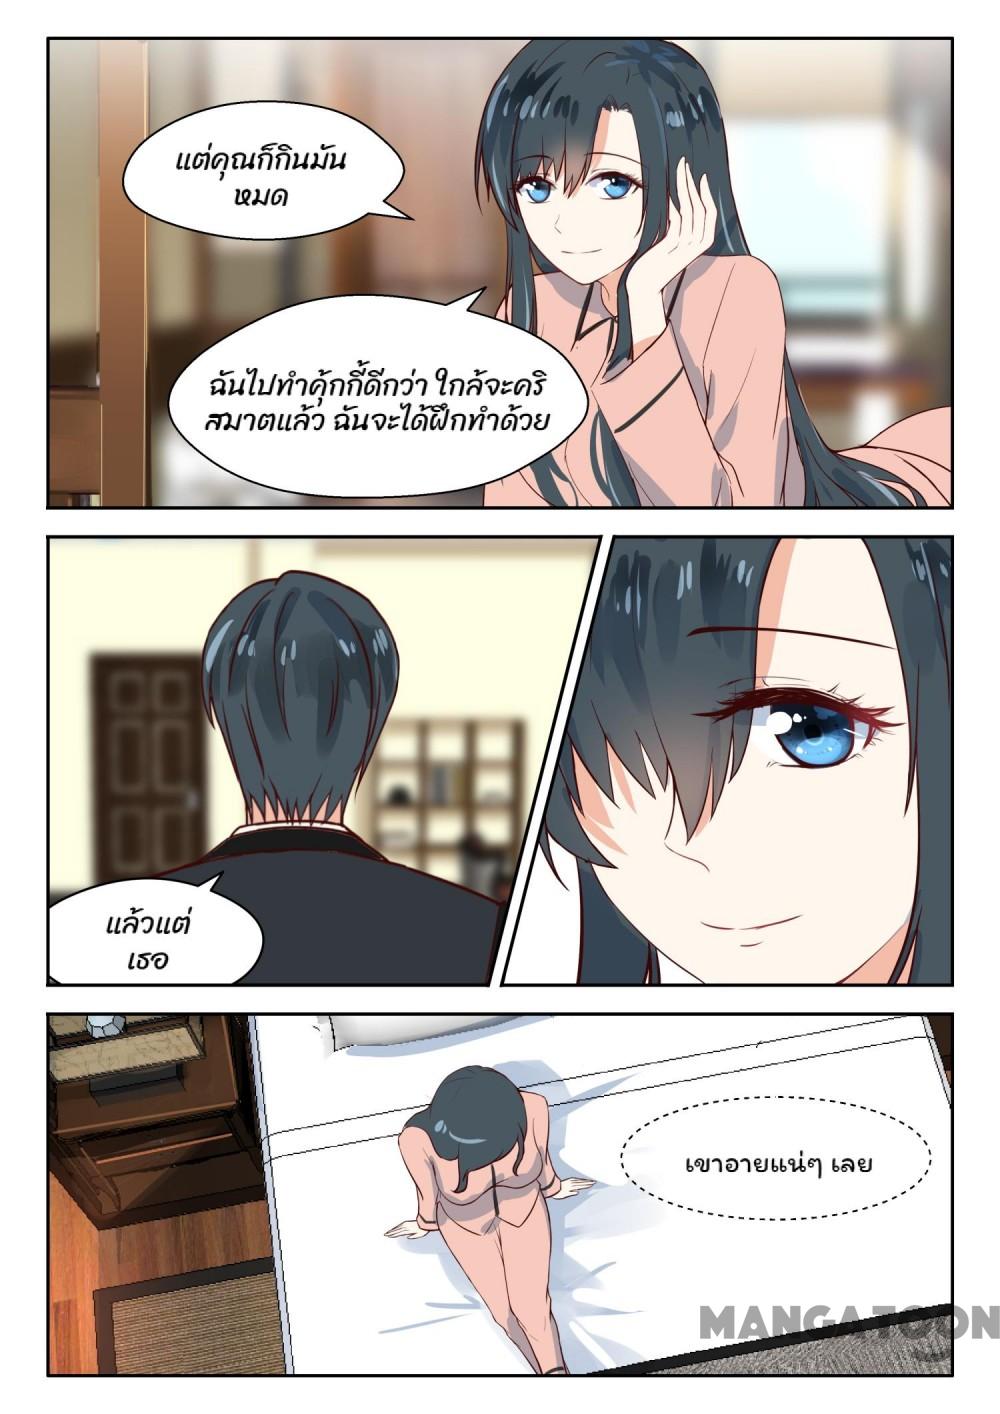 แต่คุณก็กินมัน
หมด
ฉันไปทำคุ้กกี้ดีกว่า ใกล้จะคริ
สมาตแล้ว ฉันจะได้ฝึกทำด้วย
แล้วแต่
เธอ
เขาอายแน่ๆ เลย
MANGATOON